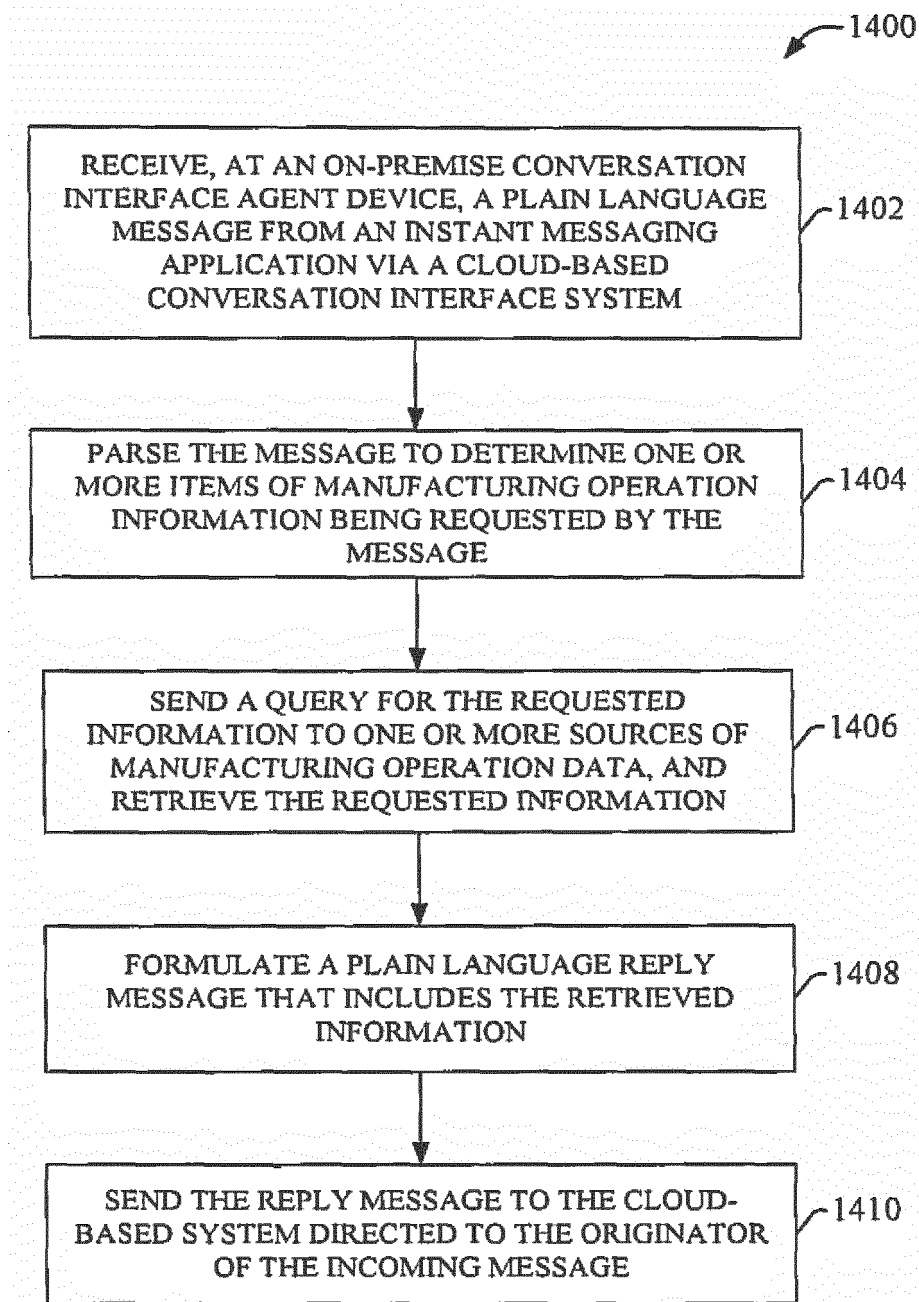 1400
RECEIVE, AT AN ON-PREMISE CONVERSATION
INTERFACE AGENT DEVICE, A PLAIN LANGUAGE
MESSAGE FROM AN INSTANT MESSAGING
APPLICATION VIA A CLOUD-BASED
CONVERSATION INTERFACE SYSTEM
1402
PARSE THE MESSAGE TO DETERMINE ONE OR
MORE ITEMS OF MANUFACTURING OPERATION
INFORMATION BEING REQUESTED BY THE
MESSAGE
1404
SEND A QUERY FOR THE REQUESTED
INFORMATION TO ONE OR MORE SOURCES OF
MANUFACTURING OPERATION DATA, AND
RETRIEVE THE REQUESTED INFORMATION
1406
FORMULATE A PLAIN LANGUAGE REPLY
MESSAGE THAT INCLUDES THE RETRIEVED
INFORMATION
1408
SEND THE REPLY MESSAGE TO THE CLOUD-
BASED SYSTEM DIRECTED TO THE ORIGINATOR
OF THE INCOMING MESSAGE
1410